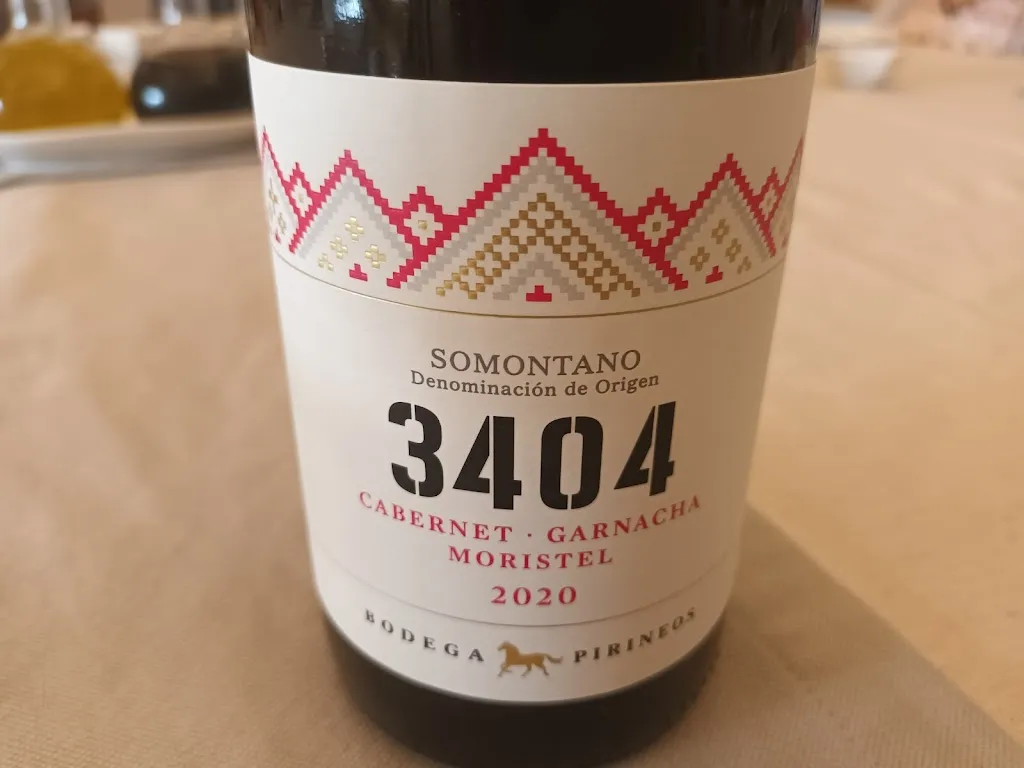 SOMONTANO
Denominación de Origen
3404
CABERNET · GARNACHA
MORISTEL
2020
BODEGA PIRINEOS